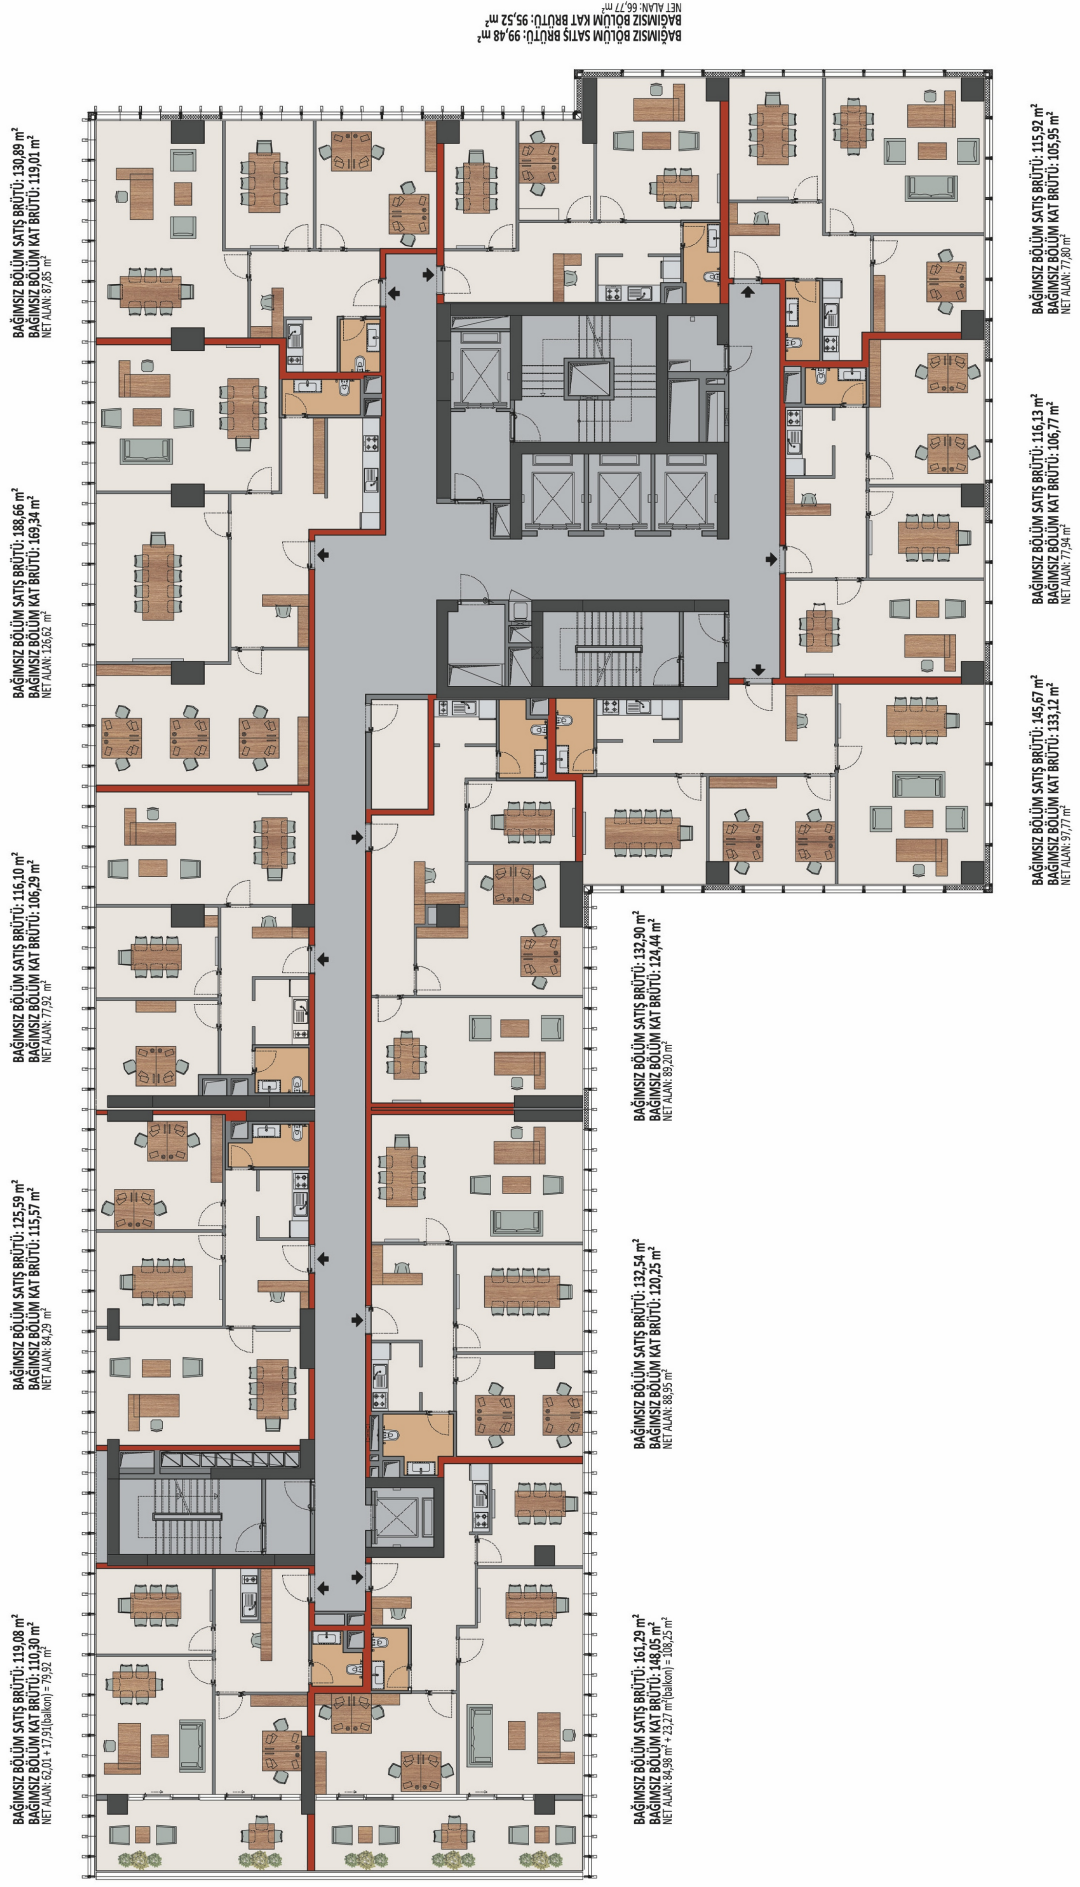 BAĞIMSIZ BÖLÜM SATIŞ BRÜTÜ: 99,48 m²
BAĞIMSIZ BÖLÜM KAT BRÜTÜ: 95,52 m²
NET ALAN: 66,77 m²
BAĞIMSIZ BÖLÜM SATIŞ BRÜTÜ: 130,89 m²
BAĞIMSIZ BÖLÜM KAT BRÜTÜ: 119,01 m²
NET ALAN: 87,85 m²
BAĞIMSIZ BÖLÜM SATIŞ BRÜTÜ: 115,92 m²
BAĞIMSIZ BÖLÜM KAT BRÜTÜ: 105,95 m²
NET ALAN: 77,80 m²
BAĞIMSIZ BÖLÜM SATIŞ BRÜTÜ: 188,66 m²
BAĞIMSIZ BÖLÜM KAT BRÜTÜ: 169,34 m²
NET ALAN: 126,62 m²
BAĞIMSIZ BÖLÜM SATIŞ BRÜTÜ: 116,13 m²
BAĞIMSIZ BÖLÜM KAT BRÜTÜ: 106,77 m²
NET ALAN: 77,94 m²
BAĞIMSIZ BÖLÜM SATIŞ BRÜTÜ: 145,67 m²
BAĞIMSIZ BÖLÜM KAT BRÜTÜ: 133,12 m²
NET ALAN: 97,77 m²
BAĞIMSIZ BÖLÜM SATIŞ BRÜTÜ: 116,10 m²
BAĞIMSIZ BÖLÜM KAT BRÜTÜ: 106,29 m²
NET ALAN: 77,92 m²
BAĞIMSIZ BÖLÜM SATIŞ BRÜTÜ: 132,90 m²
BAĞIMSIZ BÖLÜM KAT BRÜTÜ: 124,44 m²
NET ALAN: 89,20 m²
BAĞIMSIZ BÖLÜM SATIŞ BRÜTÜ: 125,59 m²
BAĞIMSIZ BÖLÜM KAT BRÜTÜ: 115,57 m²
NET ALAN: 84,29 m²
BAĞIMSIZ BÖLÜM SATIŞ BRÜTÜ: 132,54 m²
BAĞIMSIZ BÖLÜM KAT BRÜTÜ: 120,25 m²
NET ALAN: 88,95 m²
BAĞIMSIZ BÖLÜM SATIŞ BRÜTÜ: 119,08 m²
BAĞIMSIZ BÖLÜM KAT BRÜTÜ: 110,30 m²
NET ALAN: 62,01 + 17,91(balkon) = 79,92 m²
BAĞIMSIZ BÖLÜM SATIŞ BRÜTÜ: 161,29 m²
BAĞIMSIZ BÖLÜM KAT BRÜTÜ: 148,05 m²
NET ALAN: 84,98 m² + 23,27 m²(balkon) = 108,25 m²